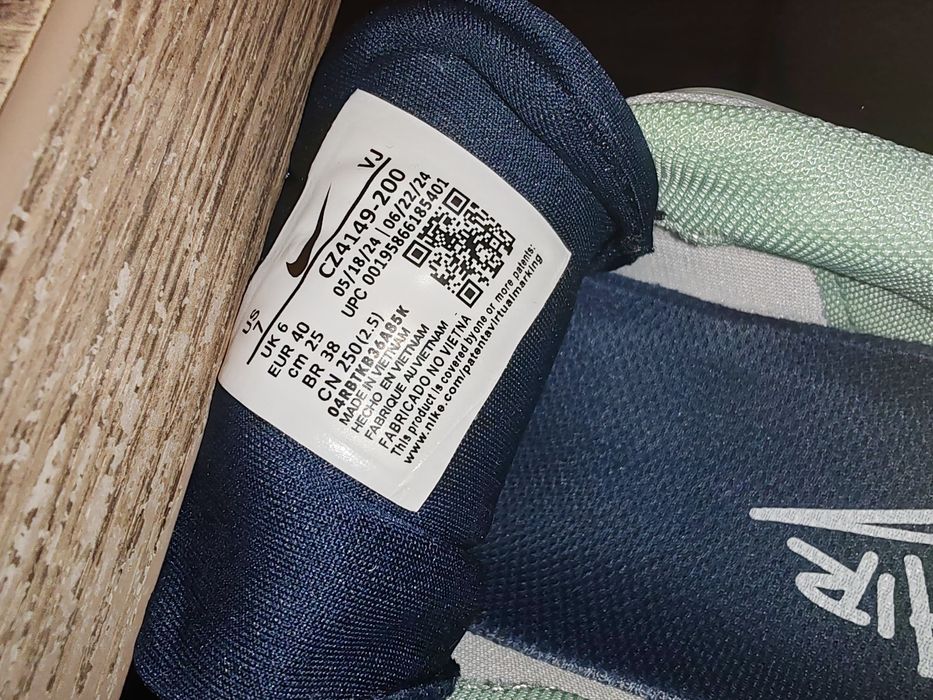 VJ
CZ4149-200
05/18/24 | 06/22/24
UPC 00195866185401
US 7
UK 6
EUR 40
cm 25
BR 38
CN 250(2.5)
04RBTKB36A85K
MADE IN VIETNAM
HECHO EN VIETNAM
FABRIQUE AU VIETNAM
FABRICADO NO VIETNA
This product is covered by one or more patents:
www.nike.com/patentavirtualmarking
AIR